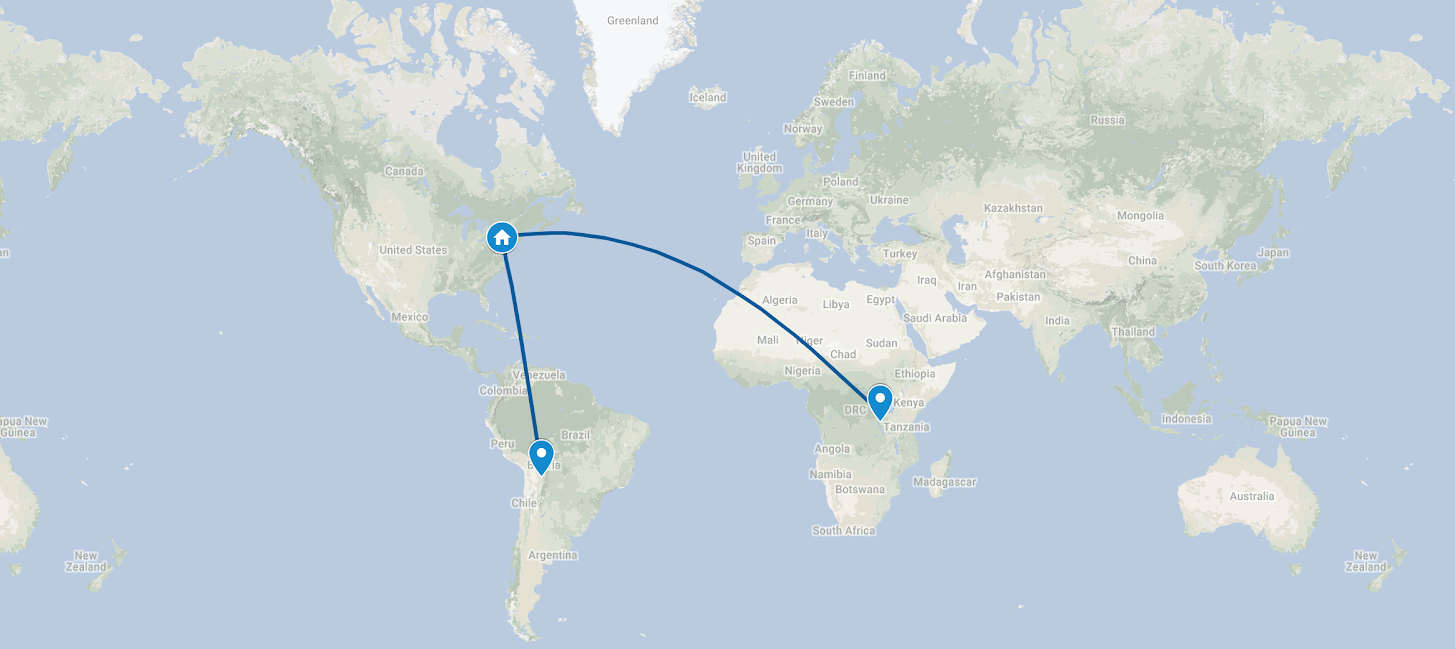 Greenland
Iceland
Finland
Sweden
Norway
Russia
United
Kingdom
Canada
Poland
Germany
Ukraine
France
Kazakhstan
Mongolia
Italy
Spain
United States
Turkey
an
Japan
China
South Korea
Afghanistan
Iraq
Iran
Pakistan
Algeria
Libya
Egypt
Mexico
Saudi Arabia
India
Thailand
Mali
Niger
Chad
Sudan
Nigeria
Ethiopia
Venezuela
Colombia
DRC
Kenya
Indonesia
apua New
Guinea
Papua New
Guinea
Tanzania
Peru
Brazil
Angola
Namibia
Botswana
Madagascar
Australia
Chile
South Africa
Argentina
New
Zealand
New
Zealand